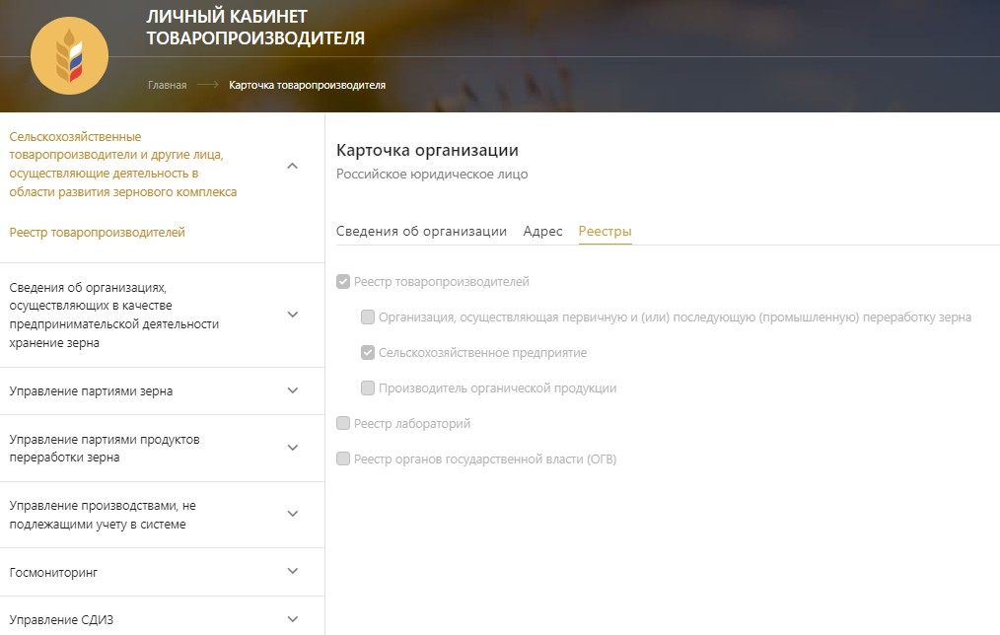 ЛИЧНЫЙ КАБИНЕТ
ТОВАРОПРОИЗВОДИТЕЛЯ
Главная
Карточка товаропроизводителя
Сельскохозяйственные
товаропроизводители и другие лица,
осуществляющие деятельность в
области развития зернового комплекса
Реестр товаропроизводителей
Сведения об организациях,
осуществляющих в качестве
предпринимательской деятельности
хранение зерна
Управление партиями зерна
Управление партиями продуктов
переработки зерна
Управление производствами, не
подлежащими учету в системе
Госмониторинг
Управление СДИЗ
Карточка организации
Российское юридическое лицо
Сведения об организации Адрес Реестры
Реестр товаропроизводителей
Организация, осуществляющая первичную и (или) последующую (промышленную) переработку зерна
Сельскохозяйственное предприятие
Производитель органической продукции
Реестр лабораторий
Реестр органов государственной власти (ОГВ)